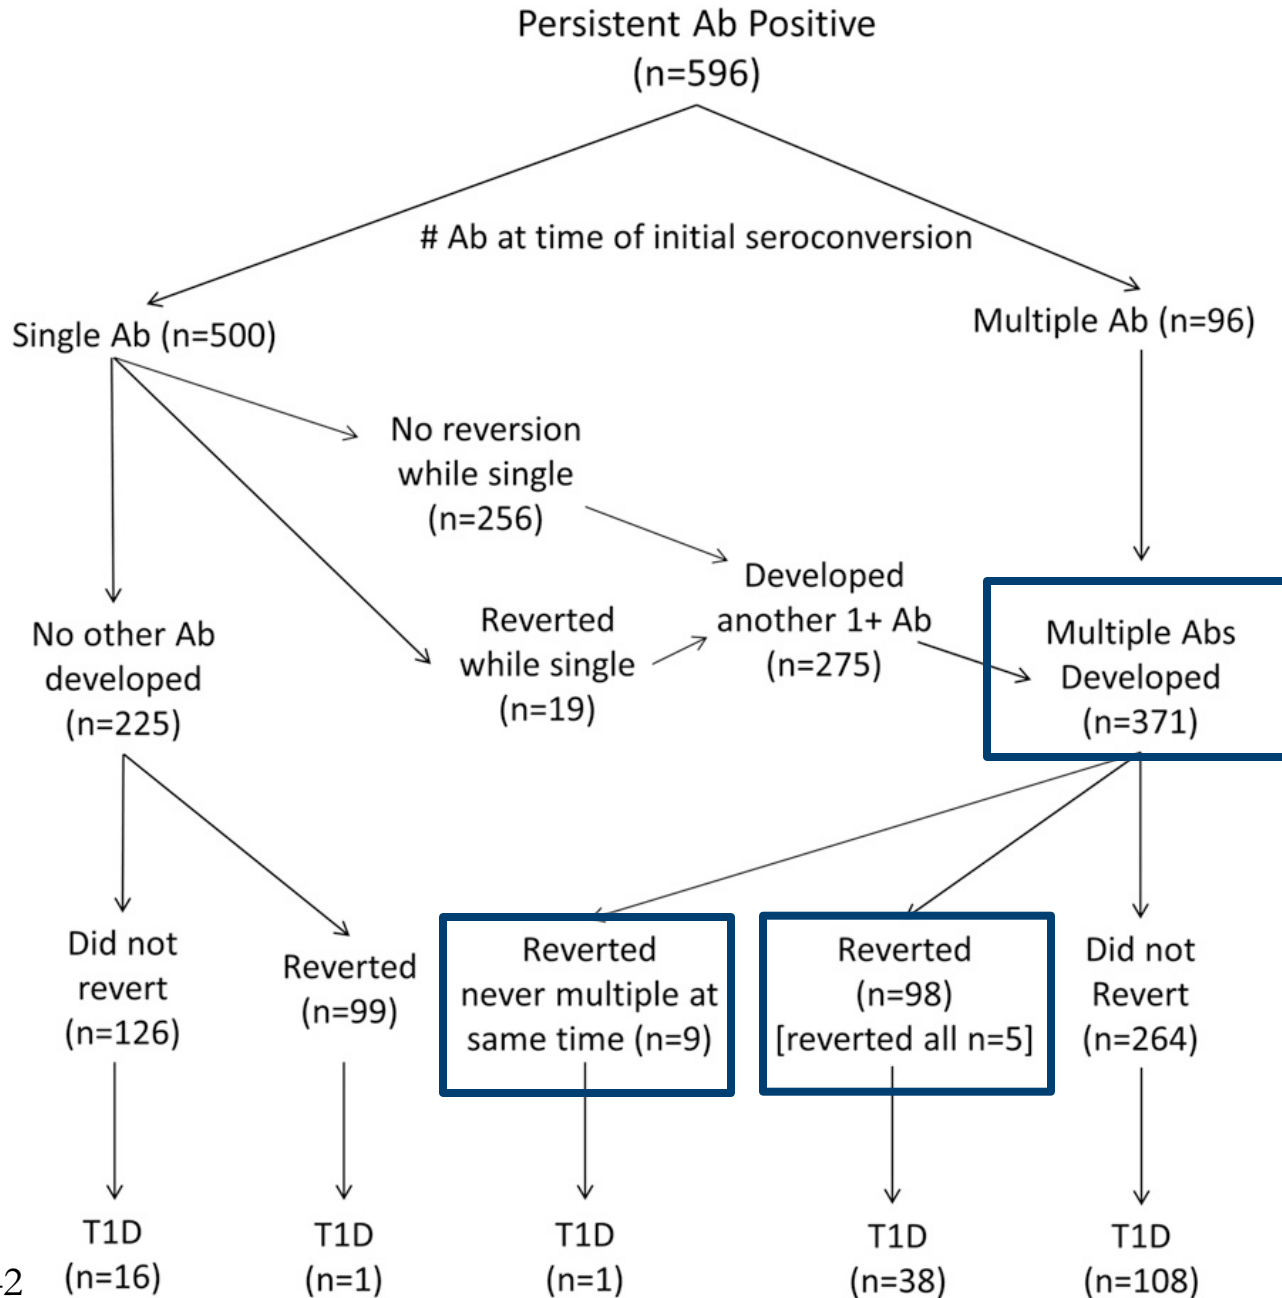 Persistent Ab Positive
(n=596)
# Ab at time of initial seroconversion
Single Ab (n=500)
Multiple Ab (n=96)
No reversion
while single
(n=256)
Developed
another 1+ Ab
(n=275)
Reverted
while single
(n=19)
No other Ab
developed
(n=225)
Multiple Abs
Developed
(n=371)
Did not
revert
(n=126)
Reverted
(n=99)
Reverted
never multiple at
same time (n=9)
Reverted
(n=98)
[reverted all n=5]
Did not
Revert
(n=264)
T1D
(n=16)
T1D
(n=1)
T1D
(n=1)
T1D
(n=38)
T1D
(n=108)